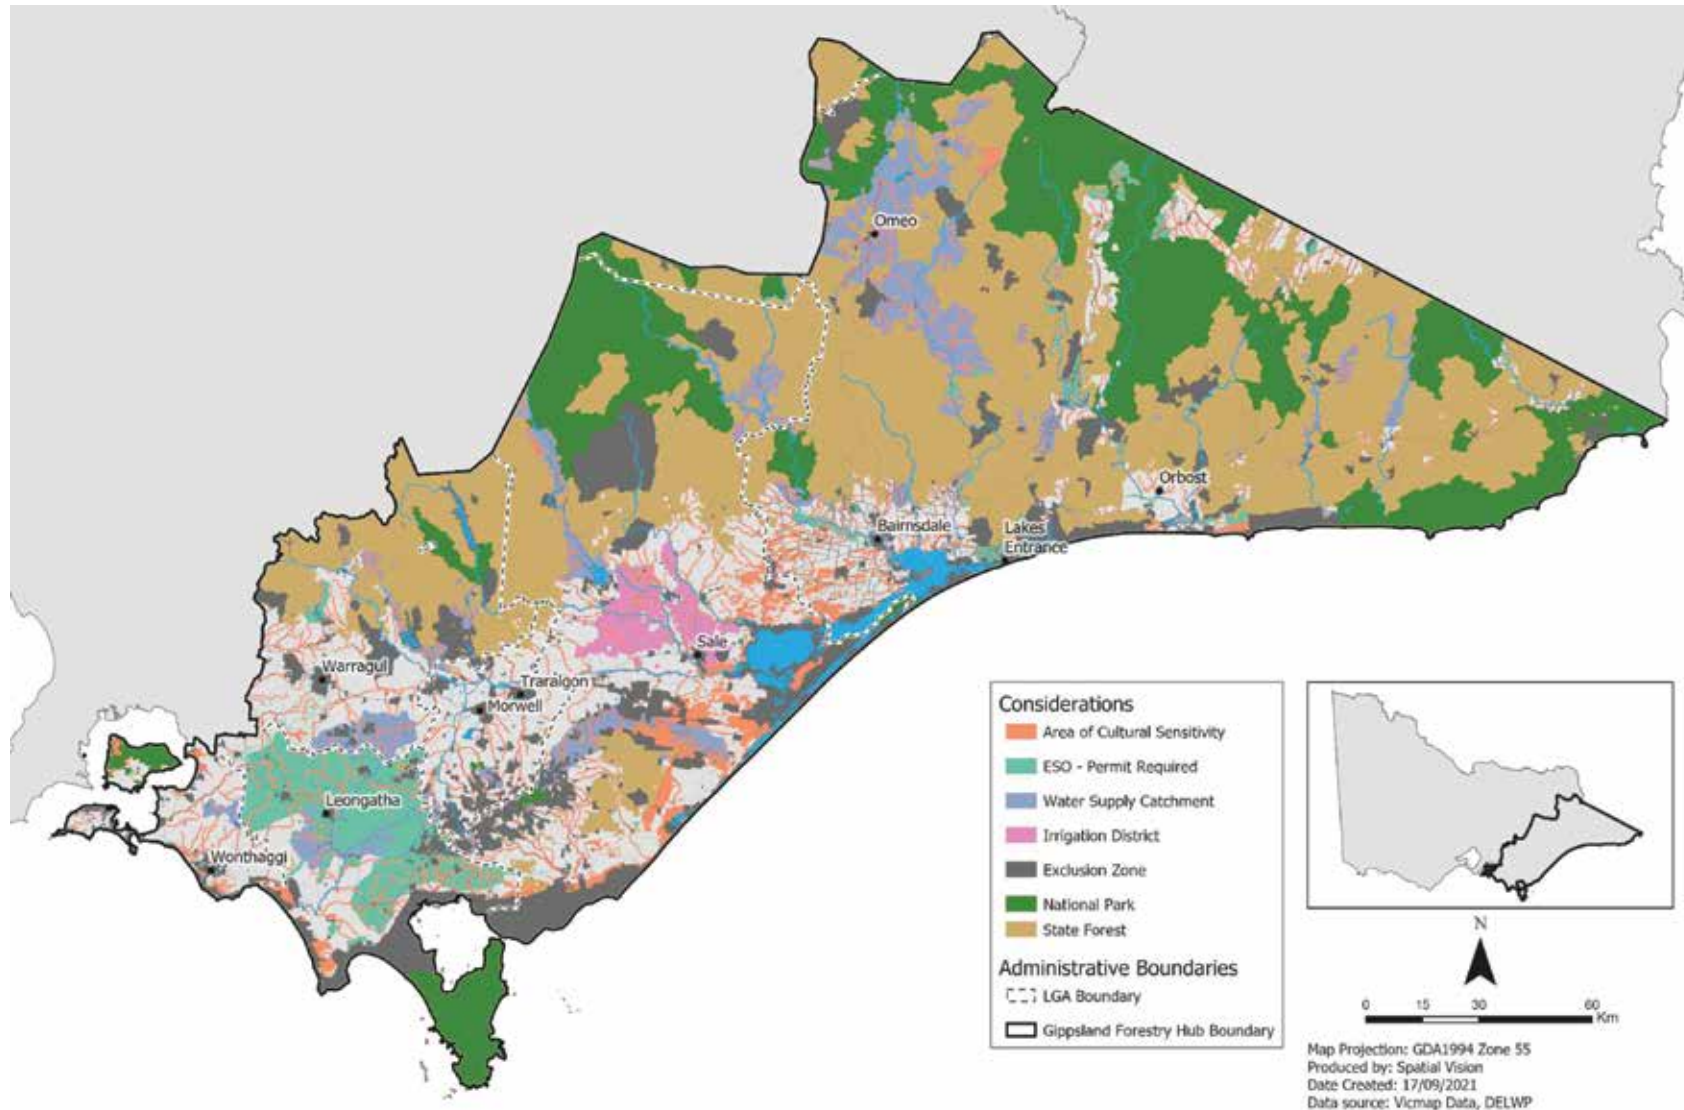 Omeo
Orbost
Bairnsdale
Lakes
Entrance
Sale
Warragul
Traralgon
Morwell
Leongatha
Wonthaggi
Considerations
Area of Cultural Sensitivity
ESO - Permit Required
Water Supply Catchment
Irrigation District
Exclusion Zone
National Park
State Forest
Administrative Boundaries
LGA Boundary
Gippsland Forestry Hub Boundary
N
0 15 30 60
Km
Map Projection: GDA1994 Zone 55
Produced by: Spatial Vision
Date Created: 17/09/2021
Data source: Vicmap Data, DELWP